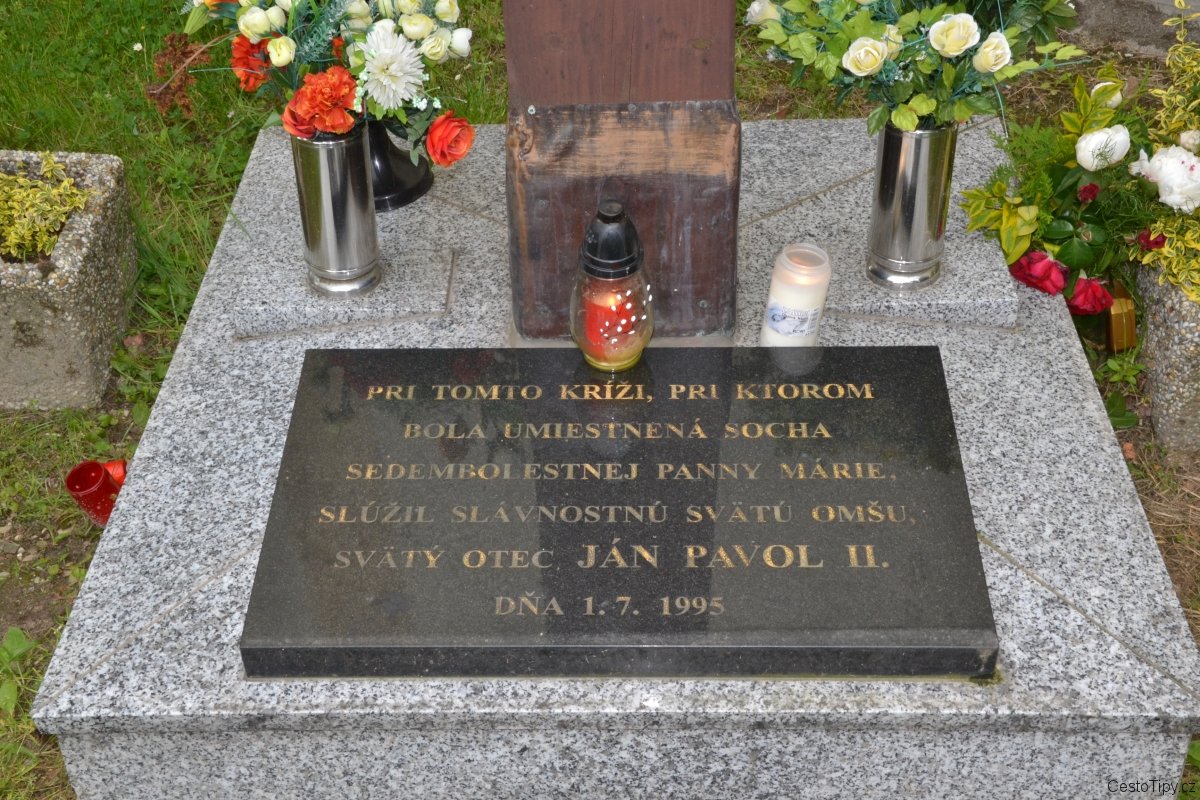 PRI TOMTO KRÍŽI, PRI KTOROM
BOLA UMIESTNENÁ SOCHA
SEDEMBOLESTNEJ PANNY MÁRIE,
SLÚŽIL SLÁVNOSTNÚ SVÄTÚ OMŠU,
SVÄTÝ OTEC JÁN PAVOL II.
DŇA 1. 7. 1995
CestoTipy.cz